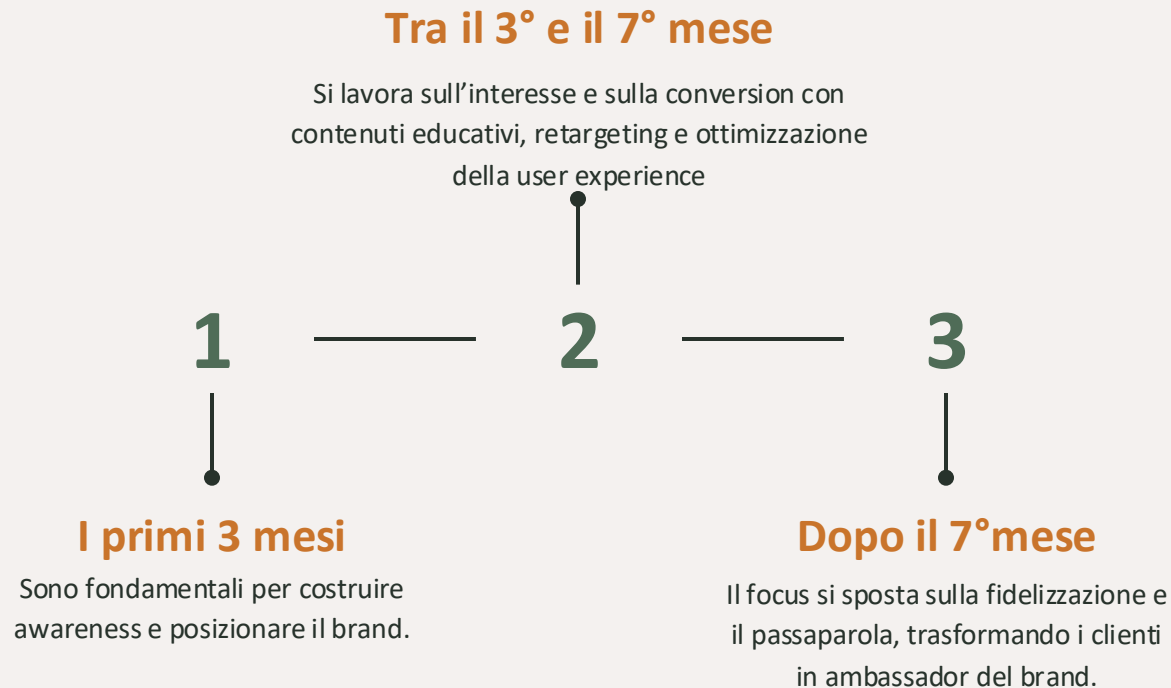 Tra il 3° e il 7° mese
Si lavora sull’interesse e sulla conversion con
contenuti educativi, retargeting e ottimizzazione
della user experience
1
2
3
I primi 3 mesi
Sono fondamentali per costruire
awareness e posizionare il brand.
Dopo il 7°mese
Il focus si sposta sulla fidelizzazione e
il passaparola, trasformando i clienti
in ambassador del brand.